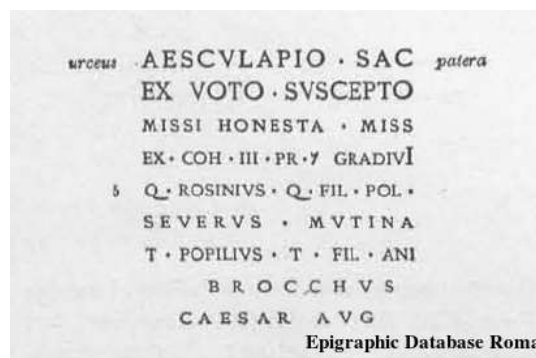 urceus AESCVLAPIO · SAC patera
EX VOTO · SVSCEPTO
MISSI HONESTA · MISS
EX · COH · III · PR · 7 GRADIVI
5 Q · ROSINIVS · Q · FIL · POL ·
SEVERVS · MVTINA
T · POPILIVS · T · FIL · ANI
BROCCHVS
CAESAR AVG
Epigraphic Database Roma